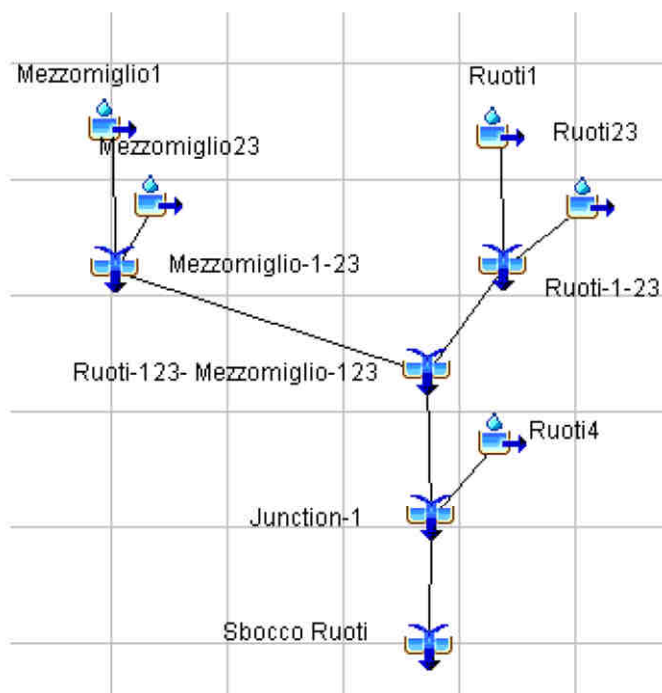 Mezzomiglio1
Ruoti1
Mezzomiglio23
Ruoti23
Mezzomiglio-1-23
Ruoti-1-23
Ruoti-123- Mezzomiglio-123
Ruoti4
Junction-1
Sbocco Ruoti